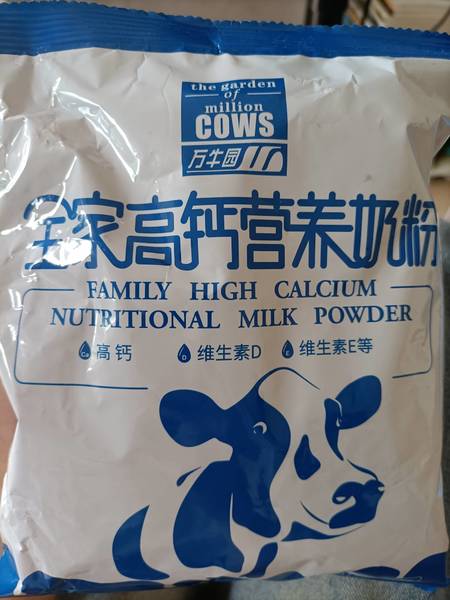 the garden
of
million
COWS
万牛园
全家高钙营养奶粉
FAMILY HIGH CALCIUM
NUTRITIONAL MILK POWDER
高钙 维生素D 维生素E等